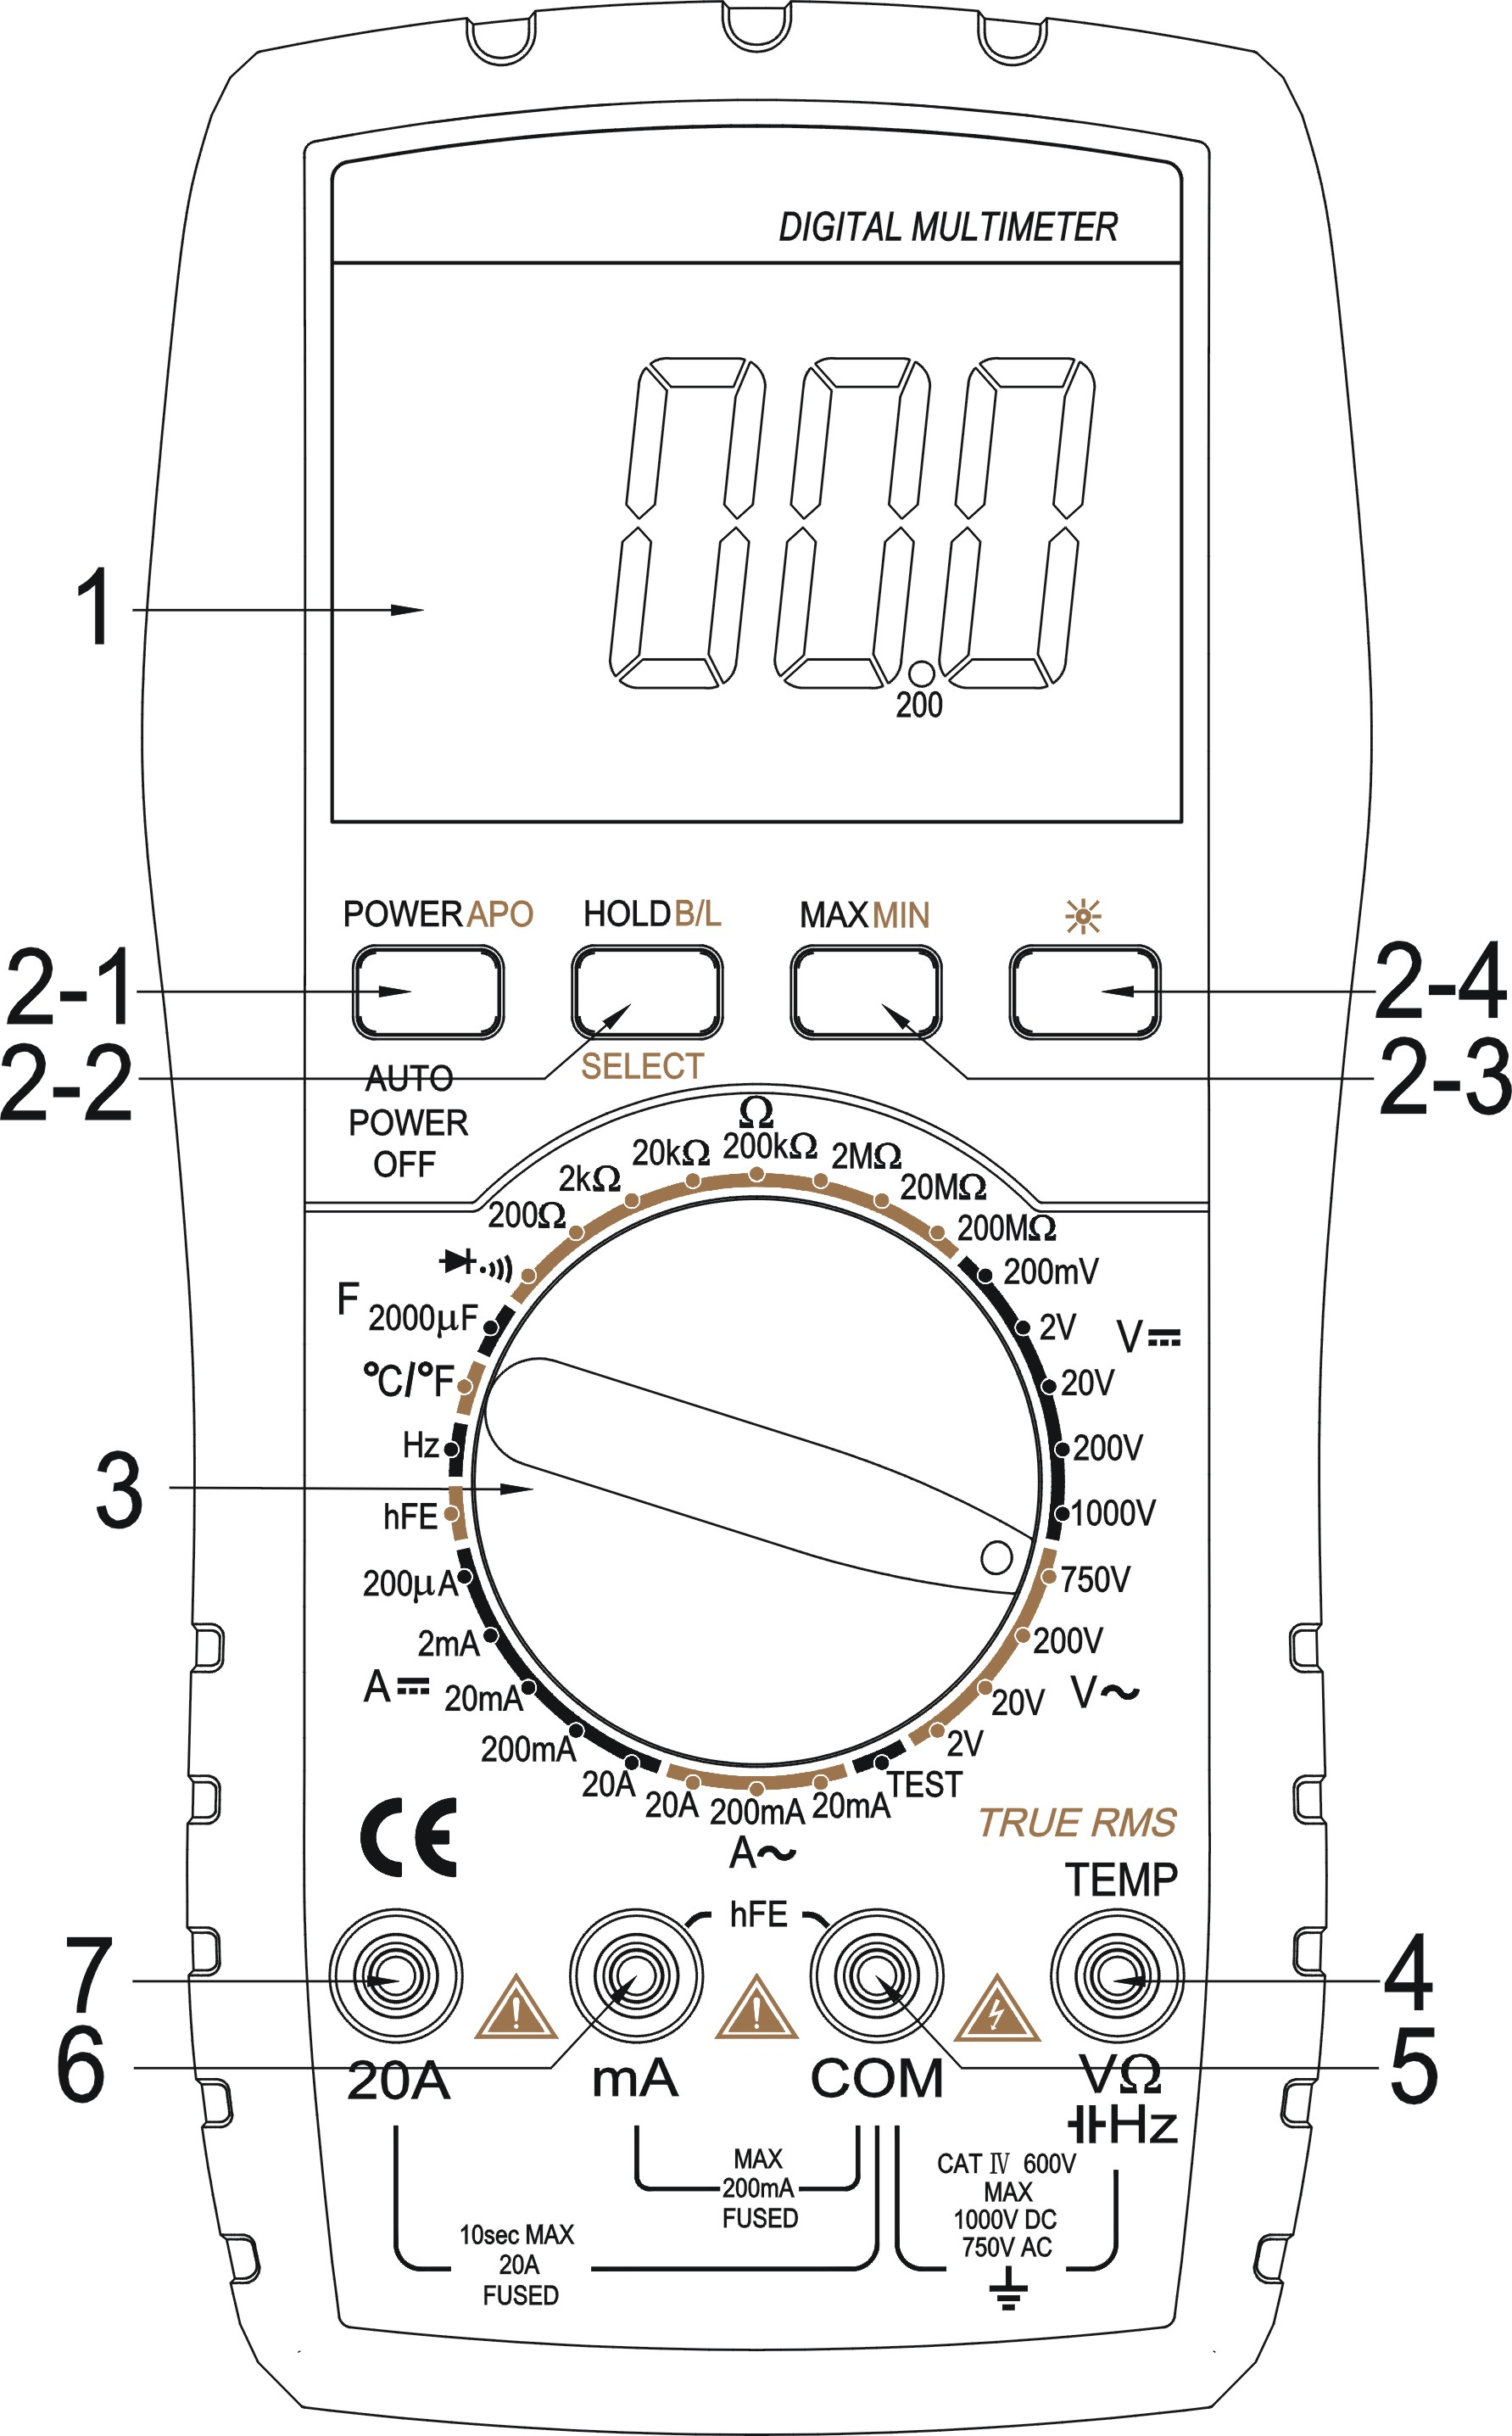 DIGITAL MULTIMETER
00.0
200
1
POWER APO HOLD B/L MAX MIN
2-1
2-4
2-2
2-3
SELECT
AUTO
POWER
OFF
Ω
200Ω 2kΩ 20kΩ 200kΩ 2MΩ 20MΩ 200MΩ
F 2000μF
°C/°F
Hz
hFE
3
200mV
2V
V⎓
20V
200V
1000V
750V
200V
20V
V~
2V
TEST
200μA
2mA
A⎓
20mA
200mA
20A
20A 200mA 20mA
A~
CE
TRUE RMS
TEMP
hFE
7
4
6
5
20A mA COM VΩ
Hz
MAX
200mA
FUSED
10sec MAX
20A
FUSED
CAT Ⅳ 600V
MAX
1000V DC
750V AC